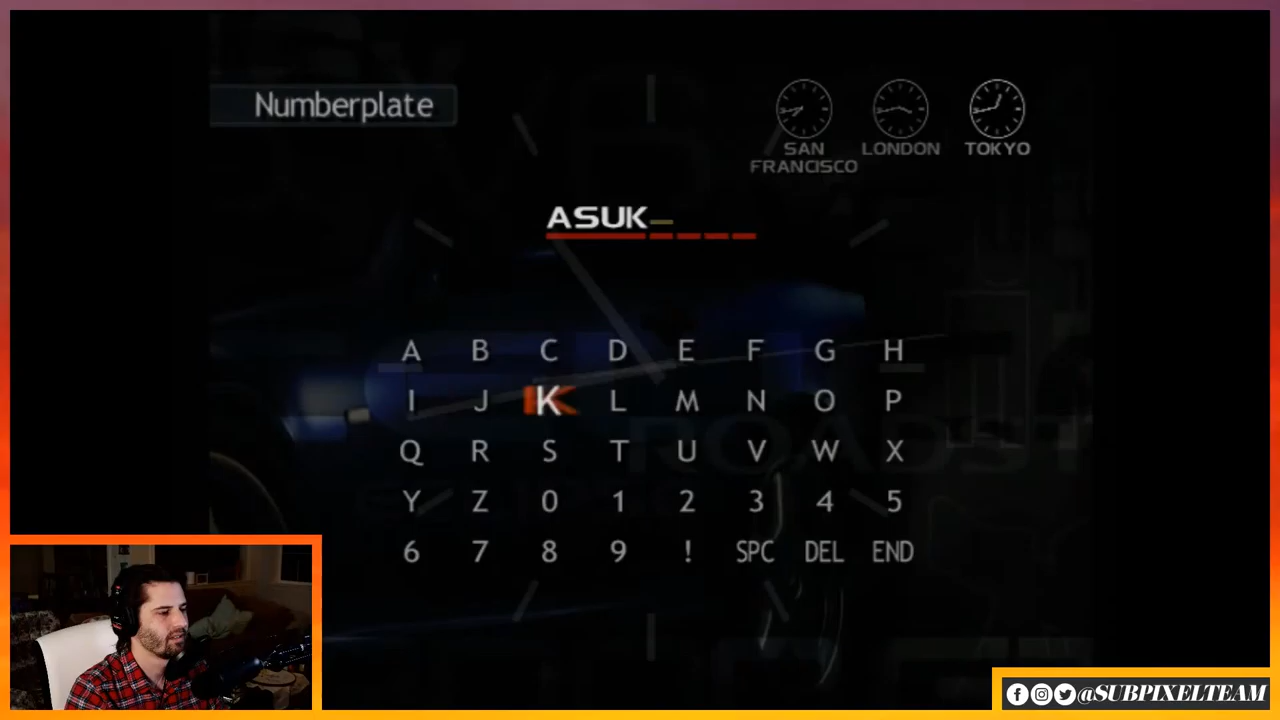 Numberplate
SAN FRANCISCO
LONDON
TOKYO
ASUK_
A B C D E F G H
I J K L M N O P
Q R S T U V W X
Y Z 0 1 2 3 4 5
6 7 8 9 ! SPC DEL END
@SUBPIXELTEAM